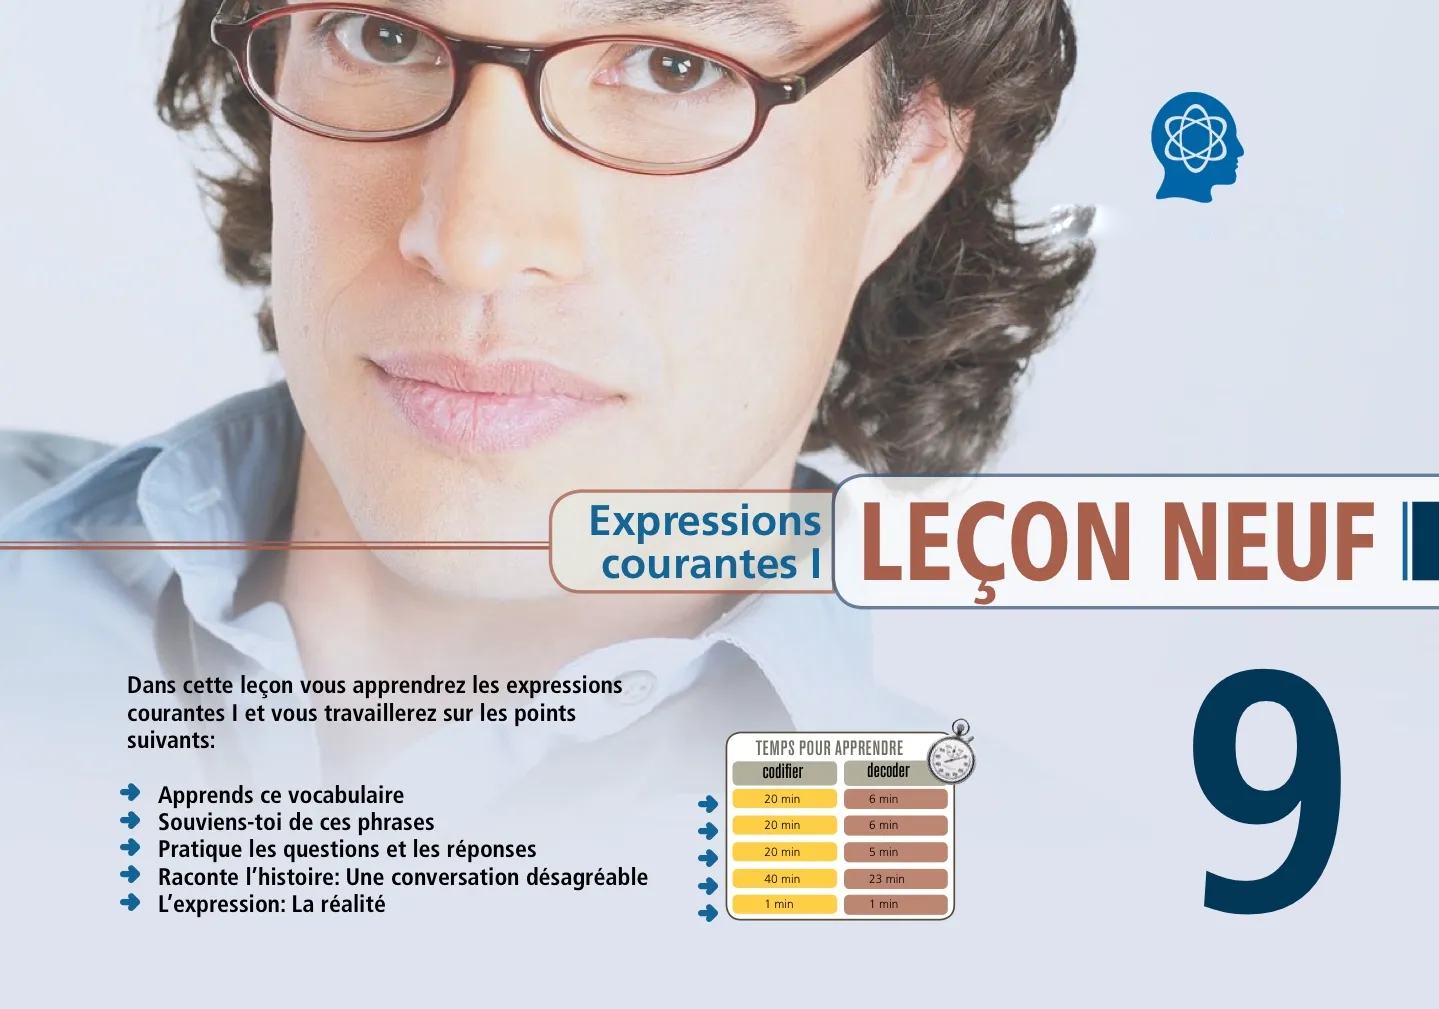 Expressions
courantes I
LEÇON NEUF
Dans cette leçon vous apprendrez les expressions
courantes I et vous travaillerez sur les points
suivants:
Apprends ce vocabulaire
Souviens-toi de ces phrases
Pratique les questions et les réponses
Raconte l’histoire: Une conversation désagréable
L’expression: La réalité
TEMPS POUR APPRENDRE
codifier decoder
20 min 6 min
20 min 6 min
20 min 5 min
40 min 23 min
1 min 1 min
9